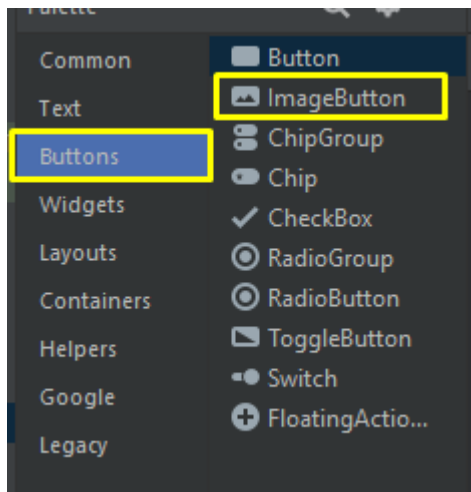 Palette
Common
Text
Buttons
Widgets
Layouts
Containers
Helpers
Google
Legacy
Button
ImageButton
ChipGroup
Chip
CheckBox
RadioGroup
RadioButton
ToggleButton
Switch
FloatingActio...